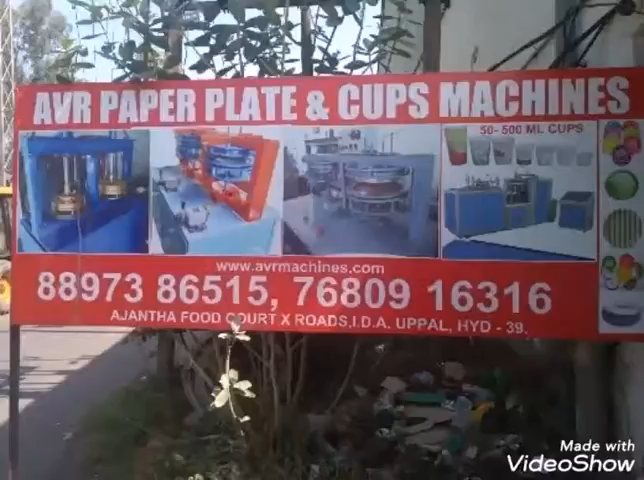 AVR PAPER PLATE & CUPS MACHINES
50- 500 ML CUPS
www.avrmachines.com
88973 86515, 76809 16316
AJANTHA FOOD COURT X ROADS,I.D.A. UPPAL, HYD - 39.
Made with
VideoShow